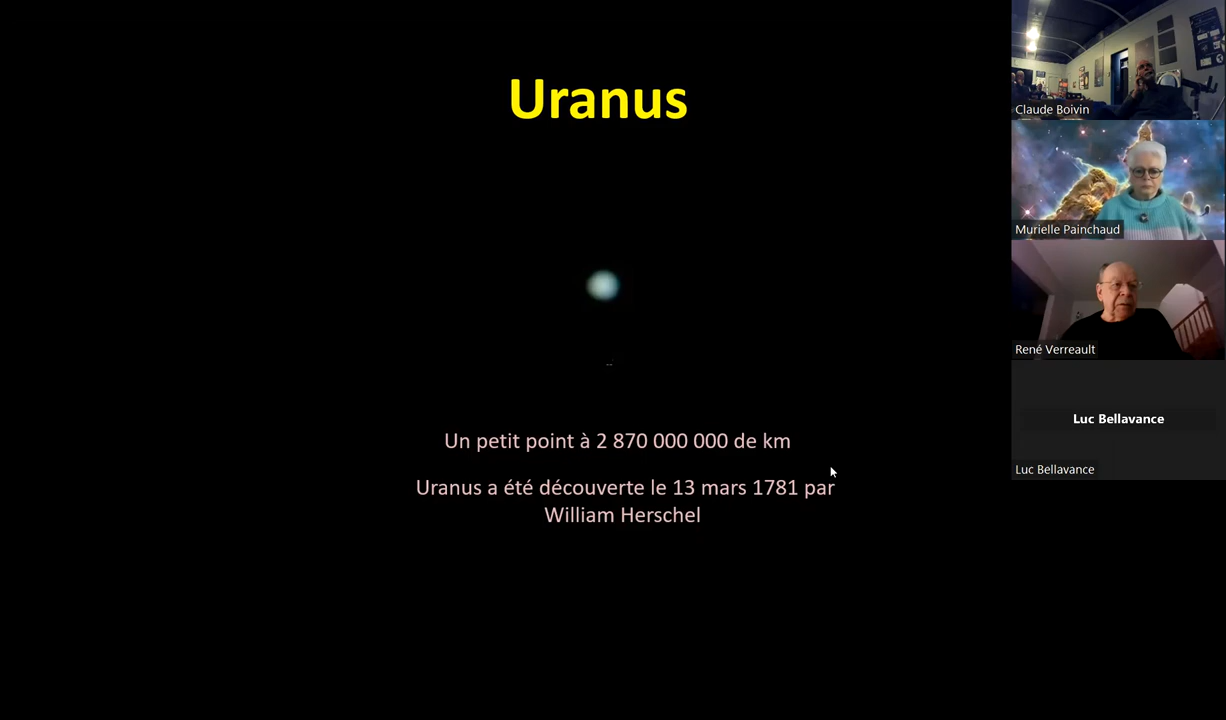 Uranus
Un petit point à 2 870 000 000 de km
Uranus a été découverte le 13 mars 1781 par
William Herschel
Claude Boivin
Murielle Painchaud
René Verreault
Luc Bellavance
Luc Bellavance